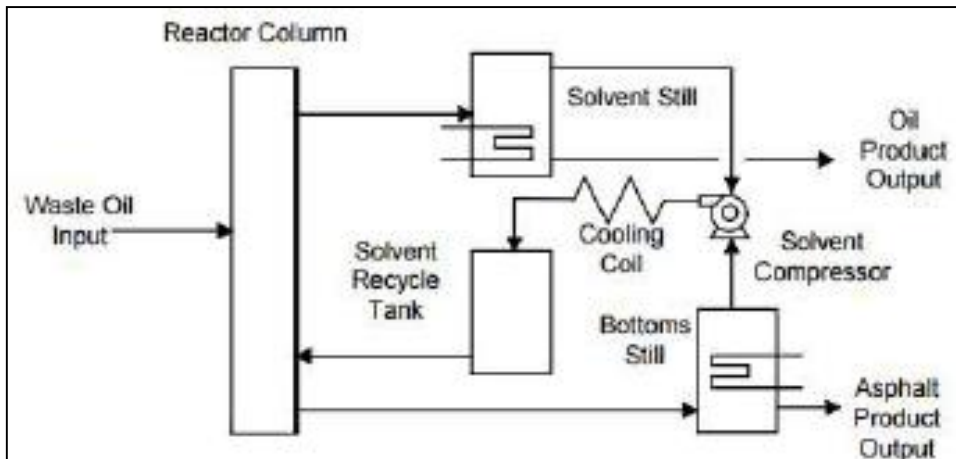 Reactor Column
Solvent Still
Oil
Product
Output
Waste Oil
Input
Cooling
Coil
Solvent
Compressor
Solvent
Recycle
Tank
Bottoms
Still
Asphalt
Product
Output